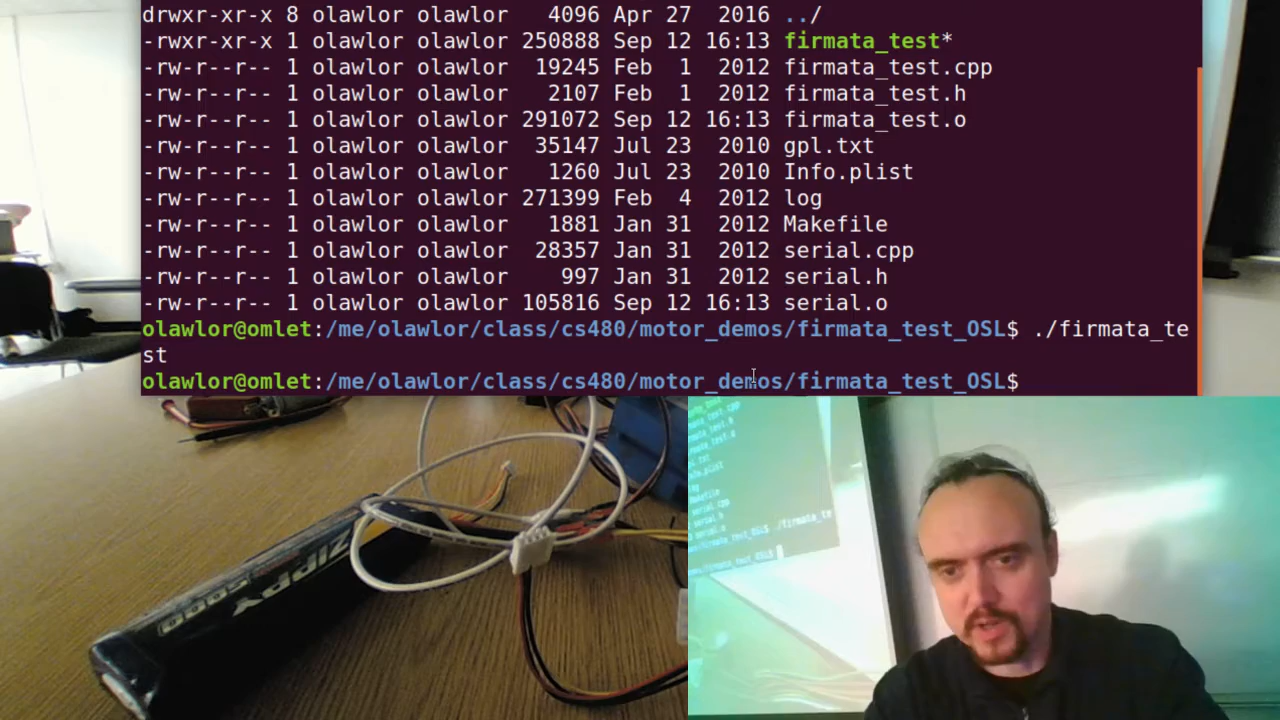 drwxr-xr-x 8 olawlor olawlor   4096 Apr 27  2016 ../
-rwxr-xr-x 1 olawlor olawlor 250888 Sep 12 16:13 firmata_test*
-rw-r--r-- 1 olawlor olawlor  19245 Feb  1  2012 firmata_test.cpp
-rw-r--r-- 1 olawlor olawlor   2107 Feb  1  2012 firmata_test.h
-rw-r--r-- 1 olawlor olawlor 291072 Sep 12 16:13 firmata_test.o
-rw-r--r-- 1 olawlor olawlor  35147 Jul 23  2010 gpl.txt
-rw-r--r-- 1 olawlor olawlor   1260 Jul 23  2010 Info.plist
-rw-r--r-- 1 olawlor olawlor 271399 Feb  4  2012 log
-rw-r--r-- 1 olawlor olawlor   1881 Jan 31  2012 Makefile
-rw-r--r-- 1 olawlor olawlor  28357 Jan 31  2012 serial.cpp
-rw-r--r-- 1 olawlor olawlor    997 Jan 31  2012 serial.h
-rw-r--r-- 1 olawlor olawlor 105816 Sep 12 16:13 serial.o
olawlor@omlet:/me/olawlor/class/cs480/motor_demos/firmata_test_OSL$ ./firmata_te
st
olawlor@omlet:/me/olawlor/class/cs480/motor_demos/firmata_test_OSL$
ZIPPY